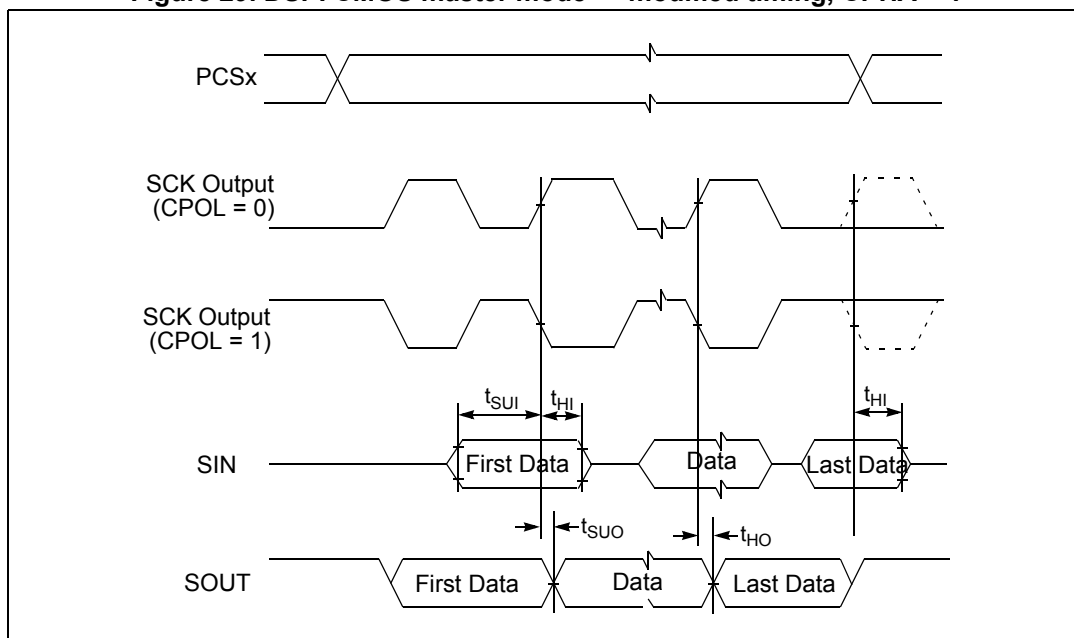 PCSx
SCK Output
(CPOL = 0)
SCK Output
(CPOL = 1)
tSUI
tHI
tHI
SIN
First Data
Data
Last Data
tSUO
tHO
SOUT
First Data
Data
Last Data